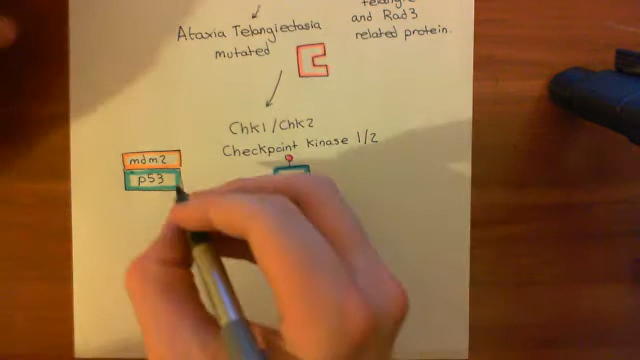 Ataxia Telangiectasia
mutated
and Rad3
related protein.
Chk1/Chk2
Checkpoint kinase 1/2
mdm2
p53